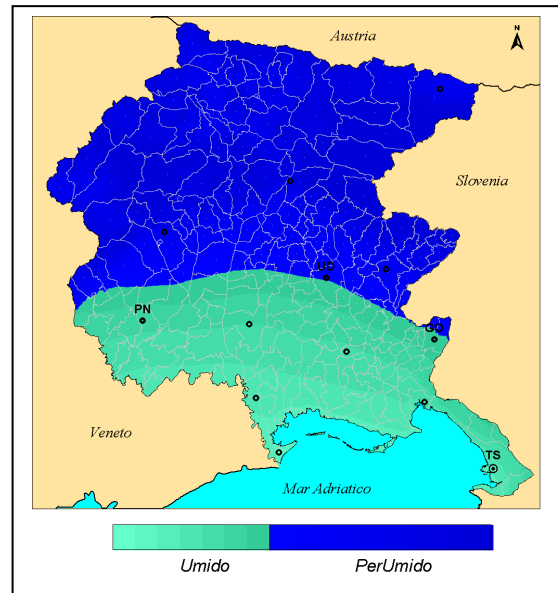 Austria
N
Slovenia
UD
PN
GO
Veneto
TS
Mar Adriatico
Umido
PerUmido